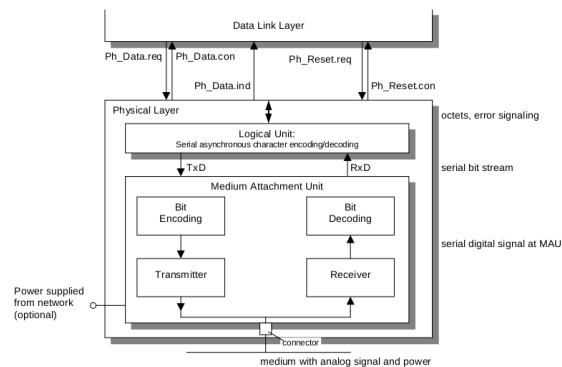 Data Link Layer
Ph_Data.req
Ph_Data.con
Ph_Data.ind
Ph_Reset.req
Ph_Reset.con
Physical Layer
octets, error signaling
Logical Unit:
Serial asynchronous character encoding/decoding
TxD
RxD
serial bit stream
Medium Attachment Unit
Bit
Encoding
Bit
Decoding
serial digital signal at MAU
Transmitter
Receiver
Power supplied
from network
(optional)
connector
medium with analog signal and power